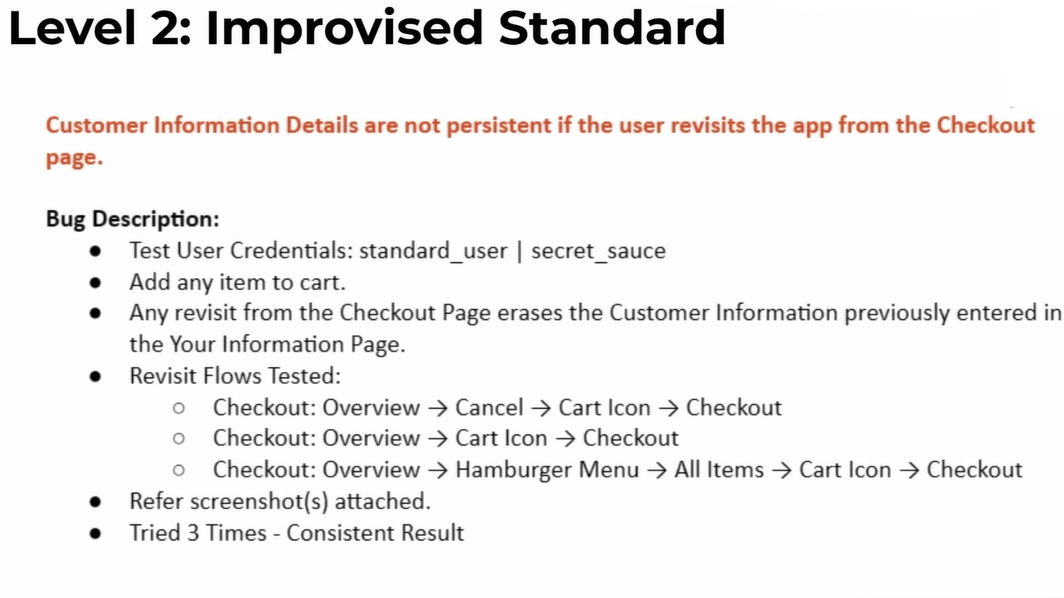 Level 2: Improvised Standard
Customer Information Details are not persistent if the user revisits the app from the Checkout
page.
Bug Description:
● Test User Credentials: standard_user | secret_sauce
● Add any item to cart.
● Any revisit from the Checkout Page erases the Customer Information previously entered in
the Your Information Page.
● Revisit Flows Tested:
○ Checkout: Overview → Cancel → Cart Icon → Checkout
○ Checkout: Overview → Cart Icon → Checkout
○ Checkout: Overview → Hamburger Menu → All Items → Cart Icon → Checkout
● Refer screenshot(s) attached.
● Tried 3 Times - Consistent Result